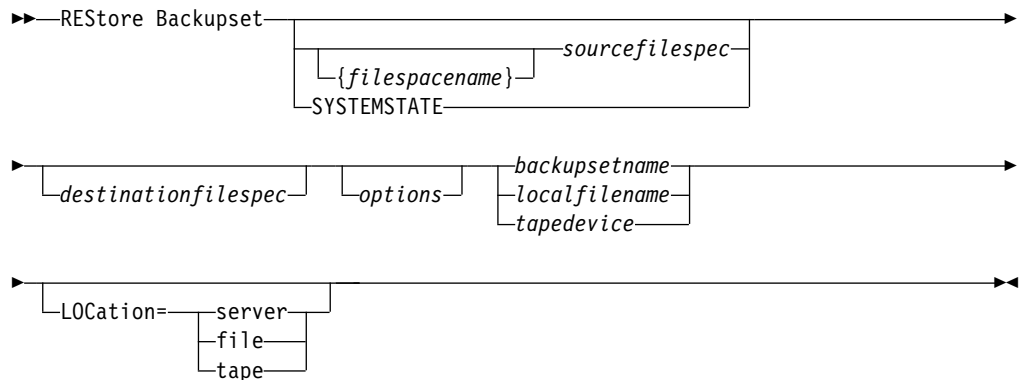 REStore Backupset
sourcefilespec
{filespacename}
SYSTEMSTATE
destinationfilespec
options
backupsetname
localfilename
tapedevice
LOCation=
server
file
tape